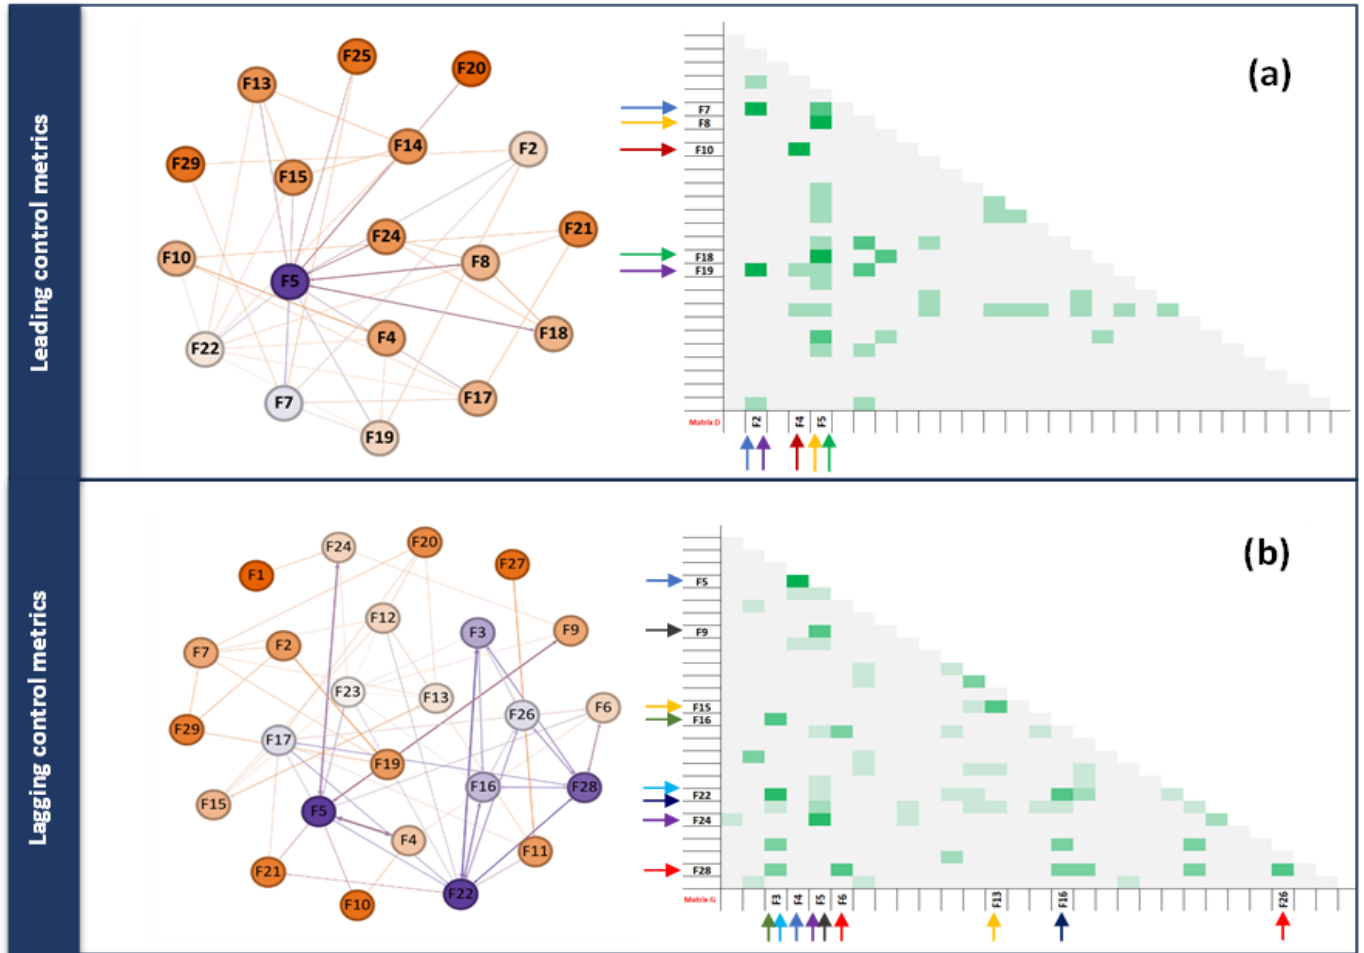 Leading control metrics
F25
F20
F13
F14
F2
F29
F15
F21
F24
F10
F8
F5
F18
F4
F22
F7
F17
F19
(a)
F7
F8
F10
F18
F19
Matrix D
F2
F4
F5
Lagging control metrics
F24
F20
F27
F1
F12
F3
F9
F7
F2
F23
F13
F6
F26
F29
F17
F19
F16
F28
F15
F5
F4
F11
F21
F22
F10
(b)
F5
F9
F15
F16
F22
F24
F28
Matrix G
F3
F4
F5
F6
F13
F16
F26